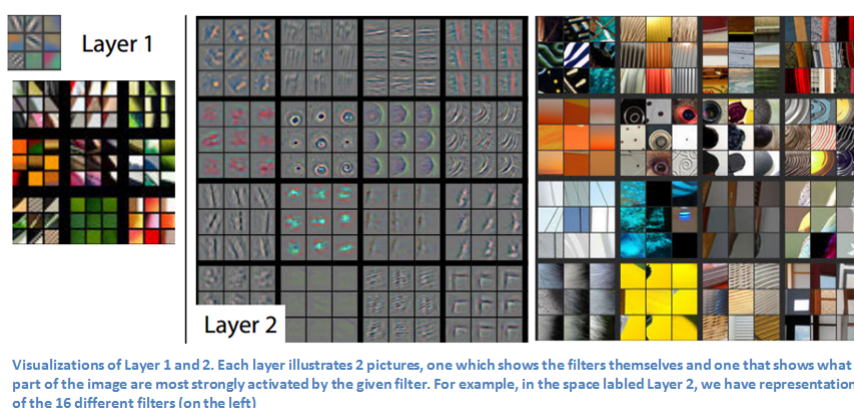 Layer 1
Layer 2
Visualizations of Layer 1 and 2. Each layer illustrates 2 pictures, one which shows the filters themselves and one that shows what
part of the image are most strongly activated by the given filter. For example, in the space labled Layer 2, we have representation
of the 16 different filters (on the left)